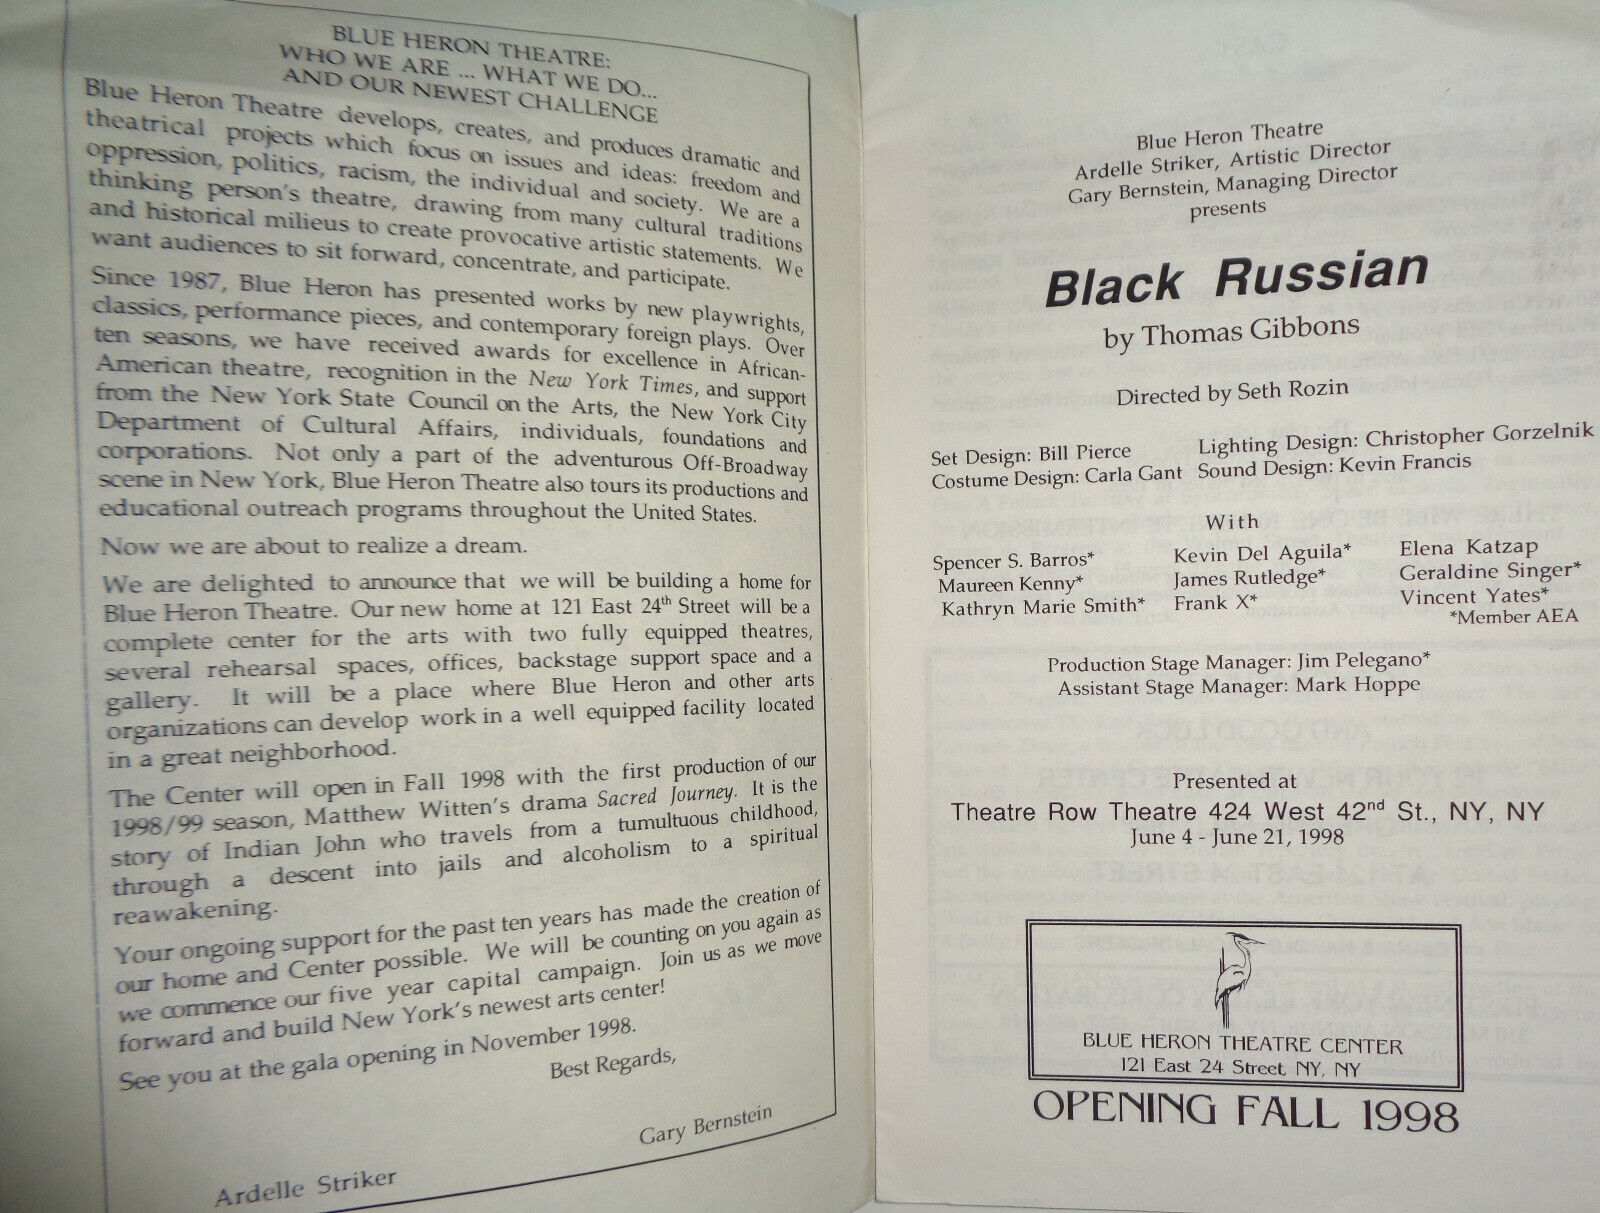 BLUE HERON THEATRE:
WHO WE ARE ... WHAT WE DO...
AND OUR NEWEST CHALLENGE
Blue Heron Theatre develops, creates, and produces dramatic and
theatrical projects which focus on issues and ideas: freedom and
oppression, politics, racism, the individual and society. We are a
thinking person's theatre, drawing from many cultural traditions
and historical milieus to create provocative artistic statements. We
want audiences to sit forward, concentrate, and participate.
Since 1987, Blue Heron has presented works by new playwrights,
classics, performance pieces, and contemporary foreign plays. Over
ten seasons, we have received awards for excellence in African-
American theatre, recognition in the New York Times, and support
from the New York State Council on the Arts, the New York City
Department of Cultural Affairs, individuals, foundations and
corporations. Not only a part of the adventurous Off-Broadway
scene in New York, Blue Heron Theatre also tours its productions and
educational outreach programs throughout the United States.
Now we are about to realize a dream.
We are delighted to announce that we will be building a home for
Blue Heron Theatre. Our new home at 121 East 24th Street will be a
complete center for the arts with two fully equipped theatres,
several rehearsal spaces, offices, backstage support space and a
gallery. It will be a place where Blue Heron and other arts
organizations can develop work in a well equipped facility located
in a great neighborhood.
The Center will open in Fall 1998 with the first production of our
1998/99 season, Matthew Witten's drama Sacred Journey. It is the
story of Indian John who travels from a tumultuous childhood,
through a descent into jails and alcoholism to a spiritual
reawakening.
Your ongoing support for the past ten years has made the creation of
our home and Center possible. We will be counting on you again as
we commence our five year capital campaign. Join us as we move
forward and build New York's newest arts center!
See you at the gala opening in November 1998.
Best Regards,
Gary Bernstein
Ardelle Striker
Blue Heron Theatre
Ardelle Striker, Artistic Director
Gary Bernstein, Managing Director
presents
Black Russian
by Thomas Gibbons
Directed by Seth Rozin
Set Design: Bill Pierce Lighting Design: Christopher Gorzelnik
Costume Design: Carla Gant Sound Design: Kevin Francis
With
Spencer S. Barros* Kevin Del Aguila* Elena Katzap
Maureen Kenny* James Rutledge* Geraldine Singer*
Kathryn Marie Smith* Frank X* Vincent Yates*
*Member AEA
Production Stage Manager: Jim Pelegano*
Assistant Stage Manager: Mark Hoppe
Presented at
Theatre Row Theatre 424 West 42nd St., NY, NY
June 4 - June 21, 1998
BLUE HERON THEATRE CENTER
121 East 24 Street, NY, NY
OPENING FALL 1998